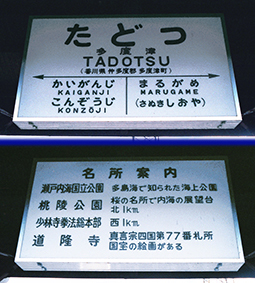 たどつ
多度津
TADOTSU
(香川県 仲多度郡 多度津町)
かいがんじ まるがめ
KAIGANJI MARUGAME
こんぞうじ (さぬきしおや)
KONZŌJI
名所案内
瀬戸内海国立公園 多島海で知られた海上公園
桃陵公園 桜の名所で内海の展望台
北1km
少林寺拳法総本部 西1km
道隆寺 真言宗四国第77番札所
国宝の絵画がある